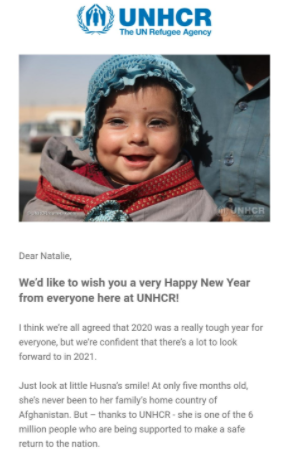 UNHCR
The UN Refugee Agency
UNHCR
Dear Natalie,
We'd like to wish you a very Happy New Year
from everyone here at UNHCR!
I think we're all agreed that 2020 was a really tough year for
everyone, but we're confident that there's a lot to look
forward to in 2021.
Just look at little Husna's smile! At only five months old,
she's never been to her family's home country of
Afghanistan. But – thanks to UNHCR - she is one of the 6
million people who are being supported to make a safe
return to the nation.